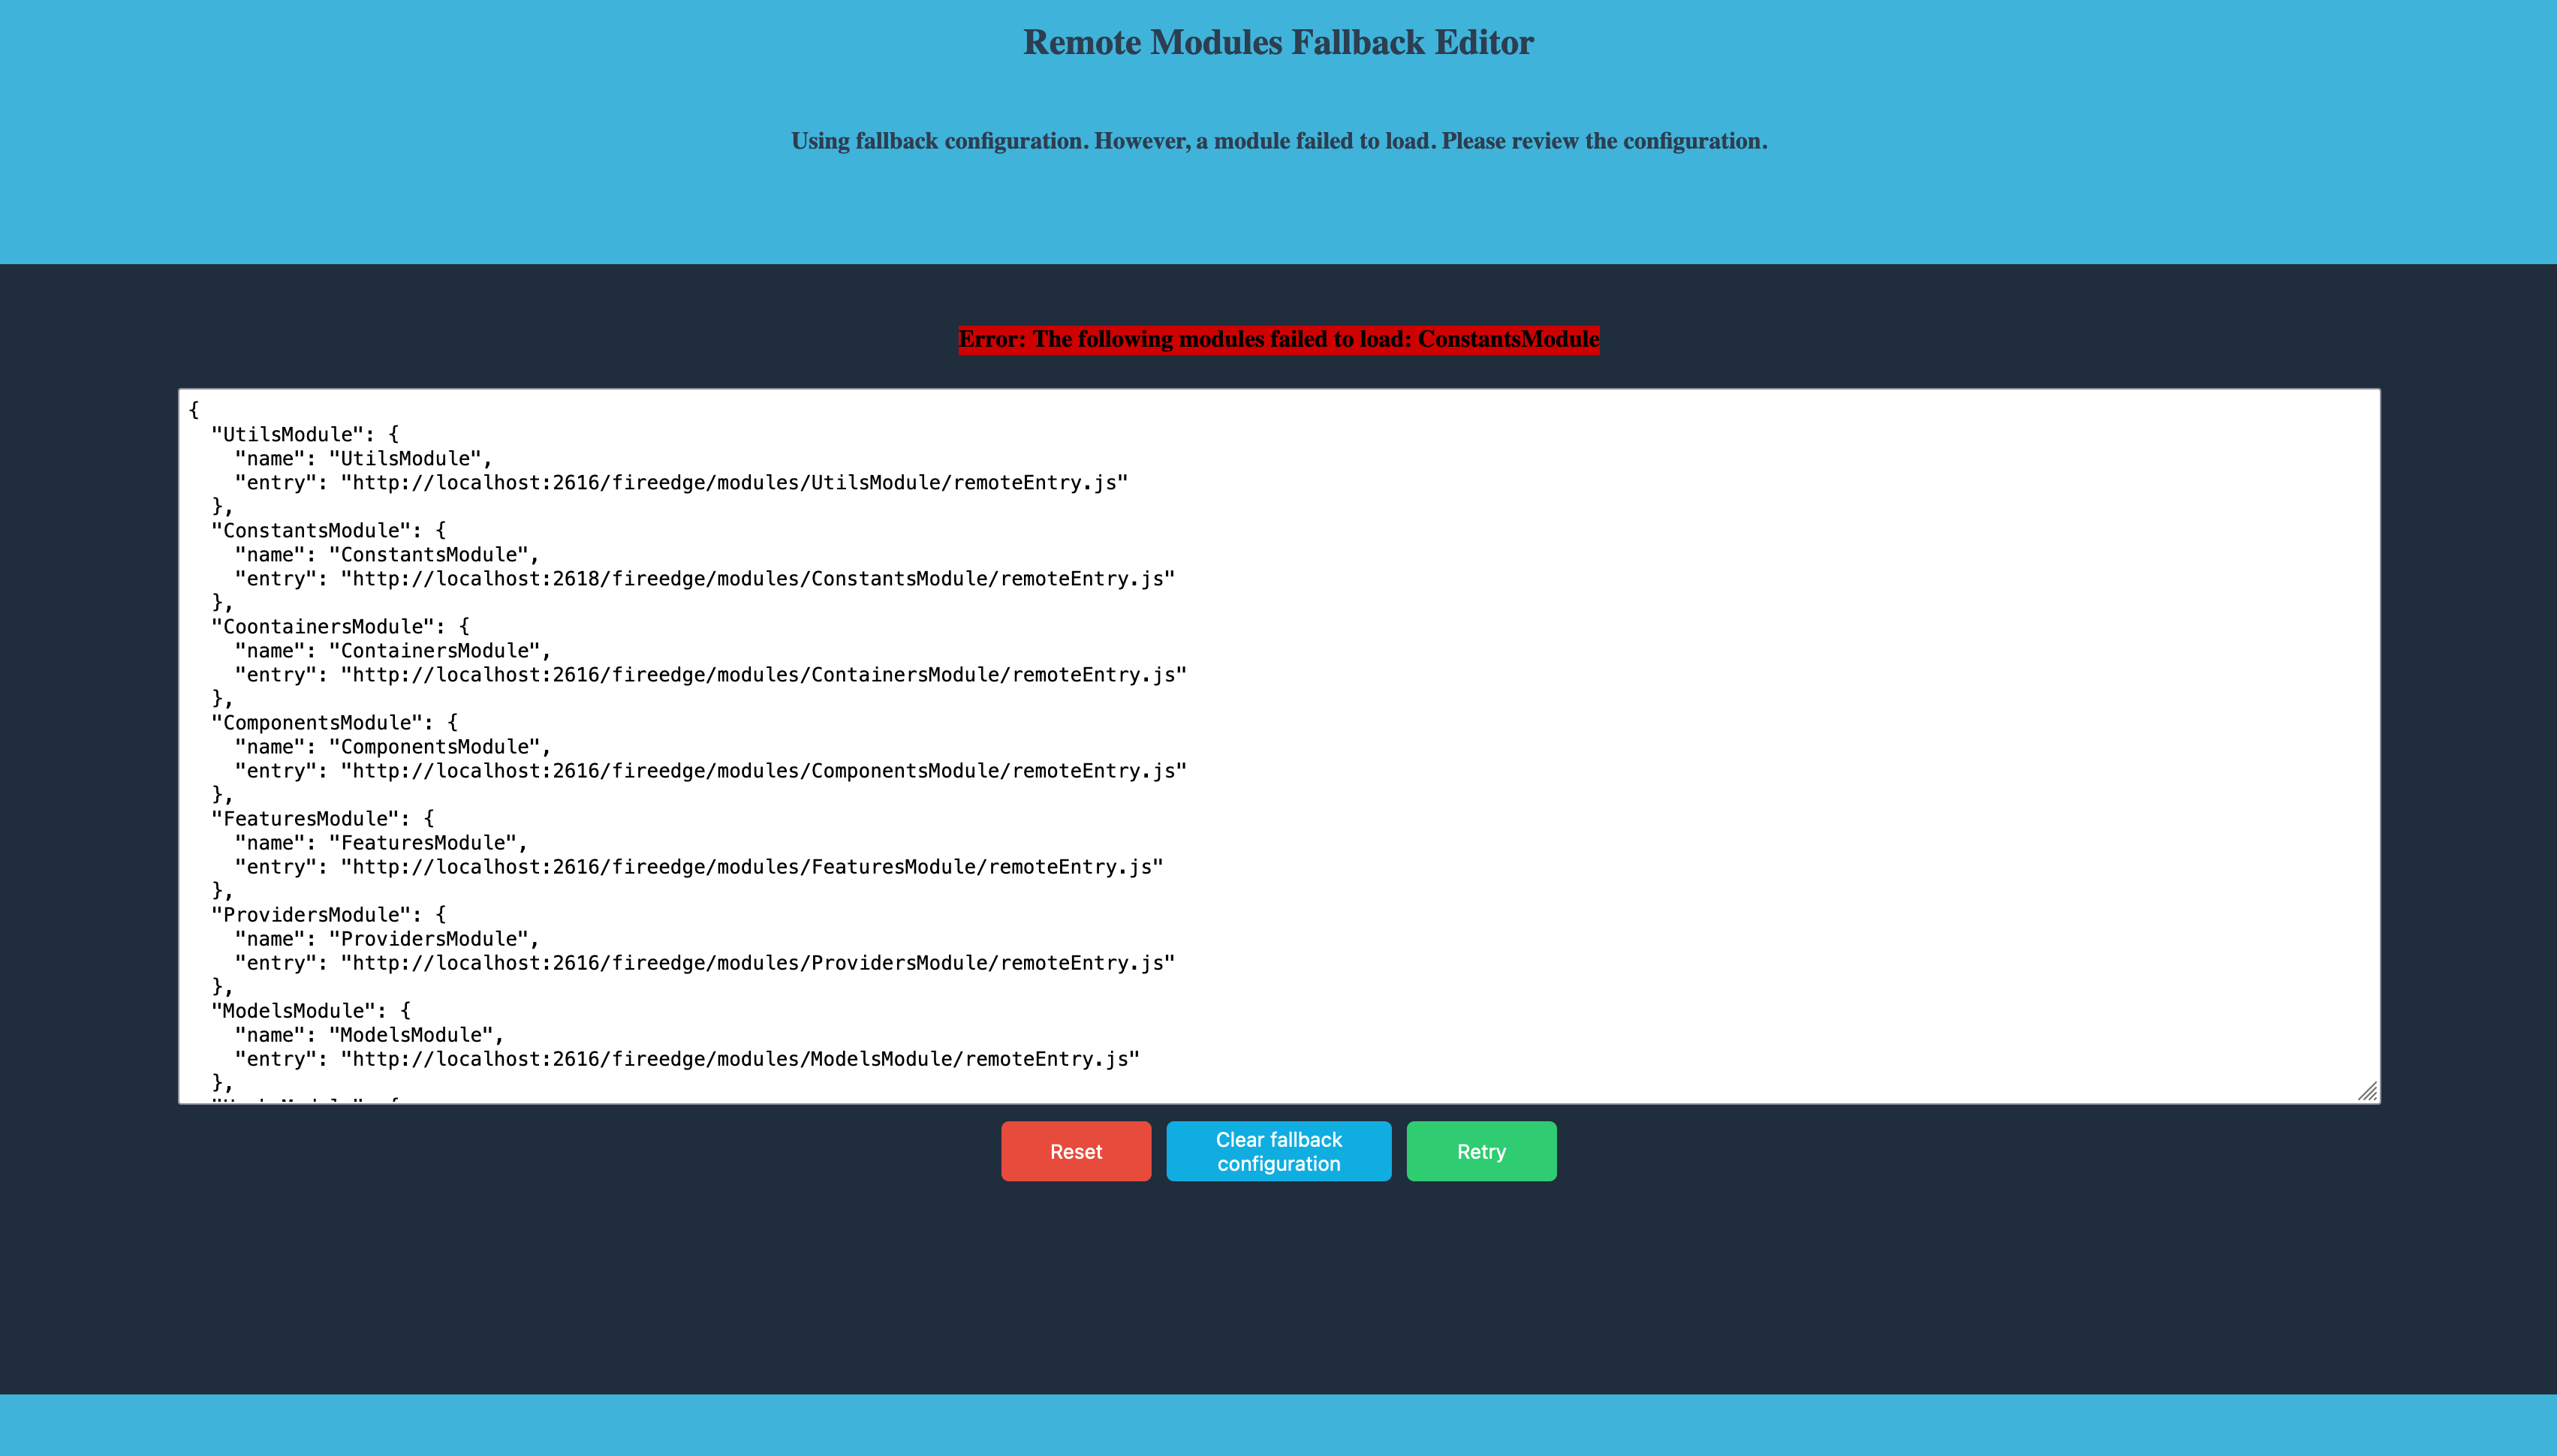 Remote Modules Fallback Editor
Using fallback configuration. However, a module failed to load. Please review the configuration.
Error: The following modules failed to load: ConstantsModule
{
  "UtilsModule": {
    "name": "UtilsModule",
    "entry": "http://localhost:2616/fireedge/modules/UtilsModule/remoteEntry.js"
  },
  "ConstantsModule": {
    "name": "ConstantsModule",
    "entry": "http://localhost:2618/fireedge/modules/ConstantsModule/remoteEntry.js"
  },
  "CoontainersModule": {
    "name": "ContainersModule",
    "entry": "http://localhost:2616/fireedge/modules/ContainersModule/remoteEntry.js"
  },
  "ComponentsModule": {
    "name": "ComponentsModule",
    "entry": "http://localhost:2616/fireedge/modules/ComponentsModule/remoteEntry.js"
  },
  "FeaturesModule": {
    "name": "FeaturesModule",
    "entry": "http://localhost:2616/fireedge/modules/FeaturesModule/remoteEntry.js"
  },
  "ProvidersModule": {
    "name": "ProvidersModule",
    "entry": "http://localhost:2616/fireedge/modules/ProvidersModule/remoteEntry.js"
  },
  "ModelsModule": {
    "name": "ModelsModule",
    "entry": "http://localhost:2616/fireedge/modules/ModelsModule/remoteEntry.js"
  },
Reset
Clear fallback
configuration
Retry